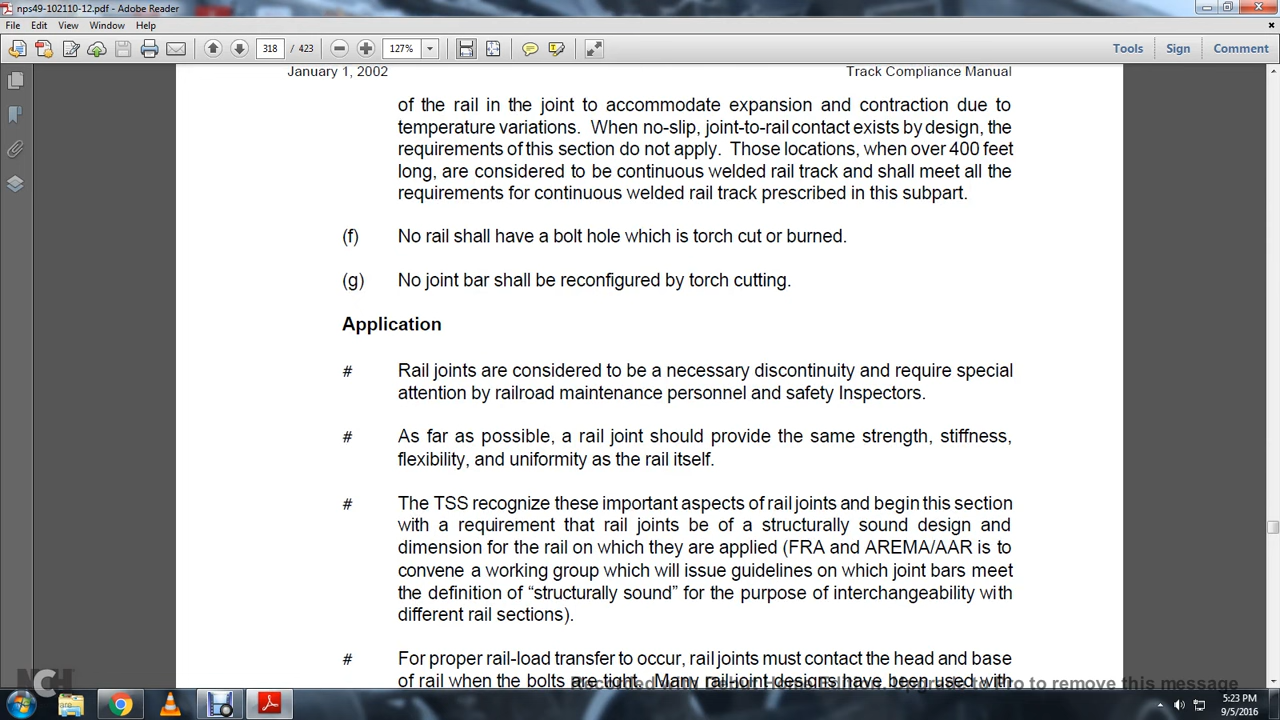 nps49-102110-12.pdf - Adobe Reader
File Edit View Window Help
318 / 423 127% Tools Sign Comment
January 1, 2002 Track Compliance Manual
of the rail in the joint to accommodate expansion and contraction due to
temperature variations. When no-slip, joint-to-rail contact exists by design, the
requirements of this section do not apply. Those locations, when over 400 feet
long, are considered to be continuous welded rail track and shall meet all the
requirements for continuous welded rail track prescribed in this subpart.
(f) No rail shall have a bolt hole which is torch cut or burned.
(g) No joint bar shall be reconfigured by torch cutting.
Application
# Rail joints are considered to be a necessary discontinuity and require special
attention by railroad maintenance personnel and safety Inspectors.
# As far as possible, a rail joint should provide the same strength, stiffness,
flexibility, and uniformity as the rail itself.
# The TSS recognize these important aspects of rail joints and begin this section
with a requirement that rail joints be of a structurally sound design and
dimension for the rail on which they are applied (FRA and AREMA/AAR is to
convene a working group which will issue guidelines on which joint bars meet
the definition of “structurally sound” for the purpose of interchangeability with
different rail sections).
# For proper rail-load transfer to occur, rail joints must contact the head and base
of rail when the bolts are tight. Many rail-joint designs have been used with
to remove this message
NCH
5:23 PM
9/5/2016